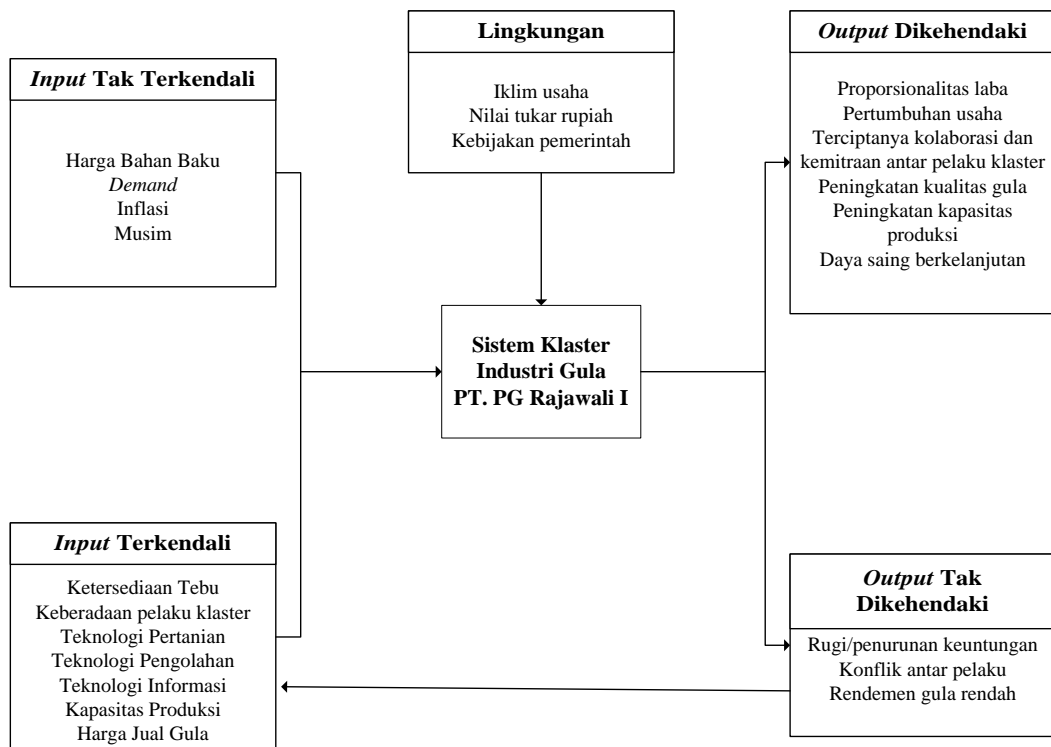 Lingkungan
Iklim usaha
Nilai tukar rupiah
Kebijakan pemerintah
Input Tak Terkendali
Harga Bahan Baku
Demand
Inflasi
Musim
Output Dikehendaki
Proporsionalitas laba
Pertumbuhan usaha
Terciptanya kolaborasi dan
kemitraan antar pelaku klaster
Peningkatan kualitas gula
Peningkatan kapasitas
produksi
Daya saing berkelanjutan
Sistem Klaster
Industri Gula
PT. PG Rajawali I
Input Terkendali
Ketersediaan Tebu
Keberadaan pelaku klaster
Teknologi Pertanian
Teknologi Pengolahan
Teknologi Informasi
Kapasitas Produksi
Harga Jual Gula
Output Tak
Dikehendaki
Rugi/penurunan keuntungan
Konflik antar pelaku
Rendemen gula rendah